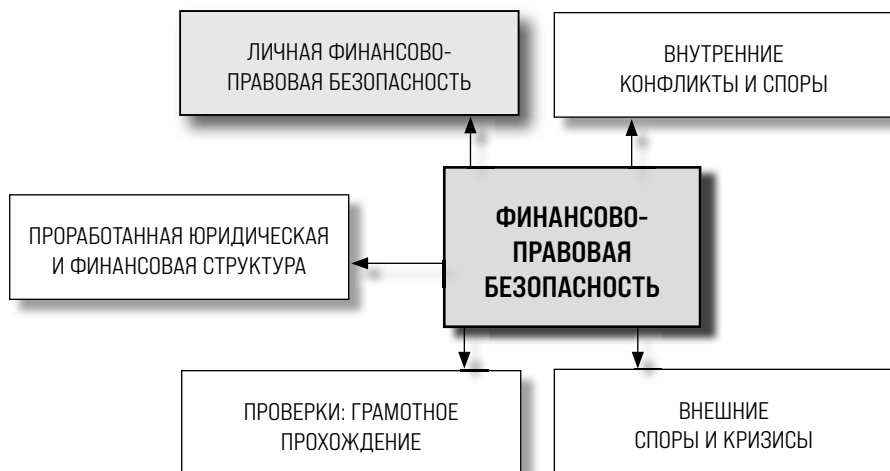 ЛИЧНАЯ ФИНАНСОВО-
ПРАВОВАЯ БЕЗОПАСНОСТЬ
ВНУТРЕННИЕ
КОНФЛИКТЫ И СПОРЫ
ПРОРАБОТАННАЯ ЮРИДИЧЕСКАЯ
И ФИНАНСОВАЯ СТРУКТУРА
ФИНАНСОВО-
ПРАВОВАЯ
БЕЗОПАСНОСТЬ
ПРОВЕРКИ: ГРАМОТНОЕ
ПРОХОЖДЕНИЕ
ВНЕШНИЕ
СПОРЫ И КРИЗИСЫ